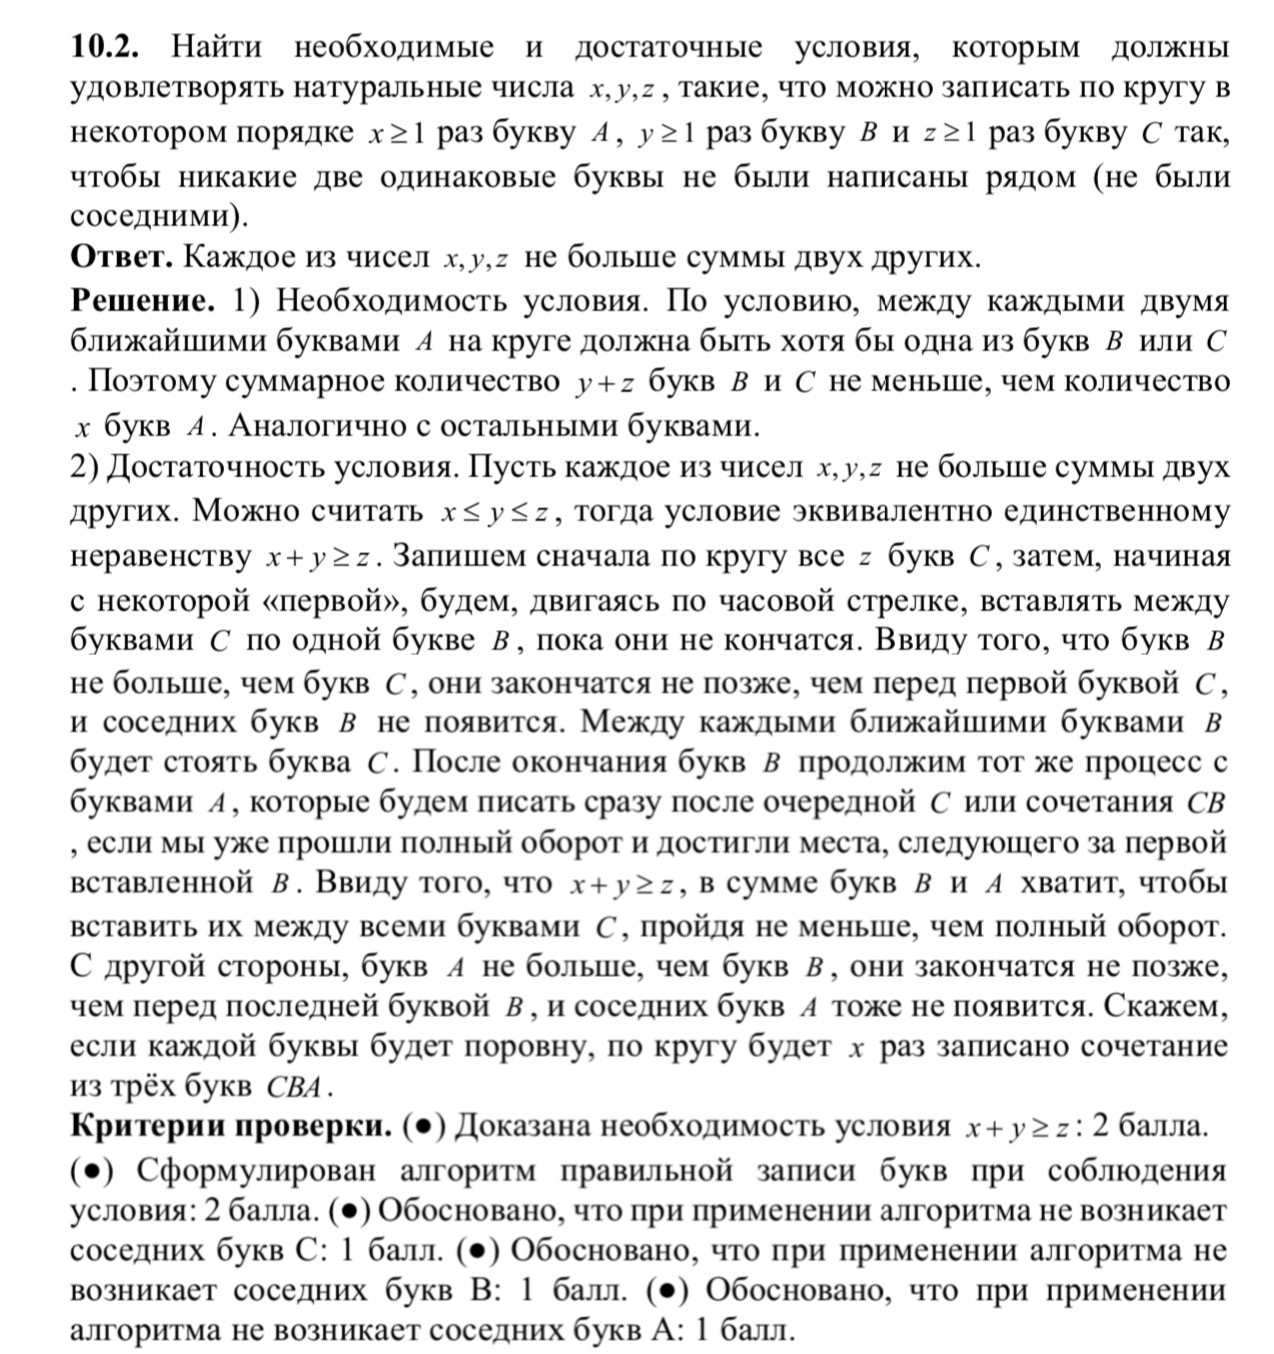 10.2. Найти необходимые и достаточные условия, которым должны
удовлетворять натуральные числа x, y, z , такие, что можно записать по кругу в
некотором порядке x ≥ 1 раз букву A , y ≥ 1 раз букву B и z ≥ 1 раз букву C так,
чтобы никакие две одинаковые буквы не были написаны рядом (не были
соседними).
Ответ. Каждое из чисел x, y, z не больше суммы двух других.
Решение. 1) Необходимость условия. По условию, между каждыми двумя
ближайшими буквами A на круге должна быть хотя бы одна из букв B или C
. Поэтому суммарное количество y + z букв B и C не меньше, чем количество
x букв A . Аналогично с остальными буквами.
2) Достаточность условия. Пусть каждое из чисел x, y, z не больше суммы двух
других. Можно считать x ≤ y ≤ z , тогда условие эквивалентно единственному
неравенству x + y ≥ z . Запишем сначала по кругу все z букв C , затем, начиная
с некоторой «первой», будем, двигаясь по часовой стрелке, вставлять между
буквами C по одной букве B , пока они не кончатся. Ввиду того, что букв B
не больше, чем букв C , они закончатся не позже, чем перед первой буквой C ,
и соседних букв B не появится. Между каждыми ближайшими буквами B
будет стоять буква C . После окончания букв B продолжим тот же процесс с
буквами A , которые будем писать сразу после очередной C или сочетания CB
, если мы уже прошли полный оборот и достигли места, следующего за первой
вставленной B . Ввиду того, что x + y ≥ z , в сумме букв B и A хватит, чтобы
вставить их между всеми буквами C , пройдя не меньше, чем полный оборот.
С другой стороны, букв A не больше, чем букв B , они закончатся не позже,
чем перед последней буквой B , и соседних букв A тоже не появится. Скажем,
если каждой буквы будет поровну, по кругу будет x раз записано сочетание
из трёх букв CBA .
Критерии проверки. (●) Доказана необходимость условия x + y ≥ z : 2 балла.
(●) Сформулирован алгоритм правильной записи букв при соблюдения
условия: 2 балла. (●) Обосновано, что при применении алгоритма не возникает
соседних букв C: 1 балл. (●) Обосновано, что при применении алгоритма не
возникает соседних букв B: 1 балл. (●) Обосновано, что при применении
алгоритма не возникает соседних букв A: 1 балл.